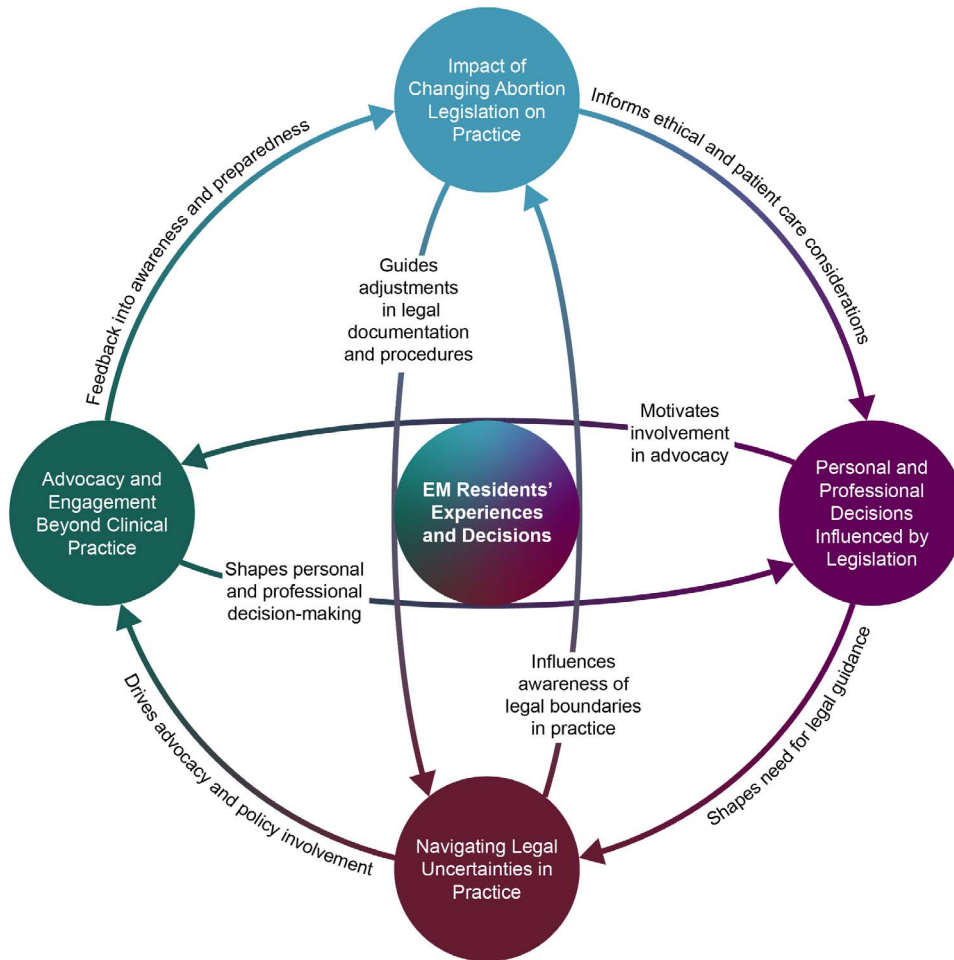 Impact of
Changing Abortion
Legislation on
Practice
Informs ethical and patient care considerations
Feedback into awareness and preparedness
Guides
adjustments
in legal
documentation
and procedures
Motivates
involvement
in advocacy
Advocacy and
Engagement
Beyond Clinical
Practice
EM Residents’
Experiences
and Decisions
Personal and
Professional
Decisions
Influenced by
Legislation
Shapes personal
and professional
decision-making
Influences
awareness of
legal boundaries
in practice
Drives advocacy and policy involvement
Shapes need for legal guidance
Navigating Legal
Uncertainties in
Practice